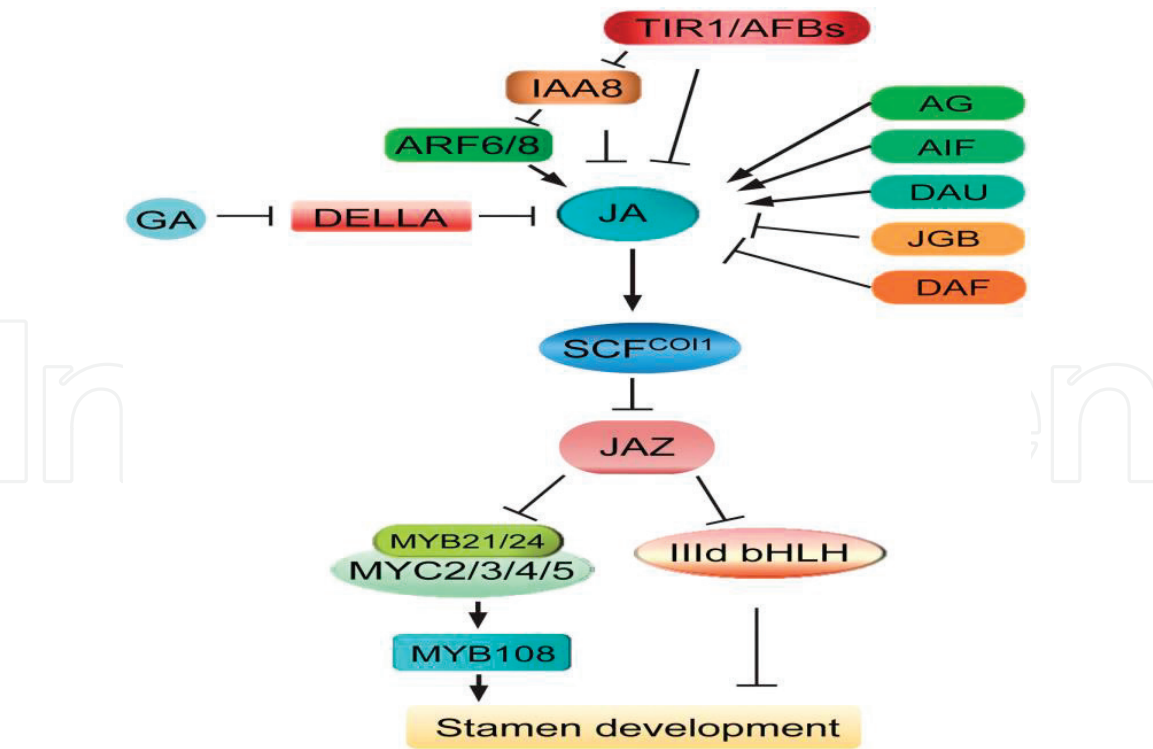 TIR1/AFBs
IAA8
ARF6/8
AG
AIF
DAU
JGB
DAF
GA
DELLA
JA
SCFCOI1
JAZ
MYB21/24
MYC2/3/4/5
IIId bHLH
MYB108
Stamen development